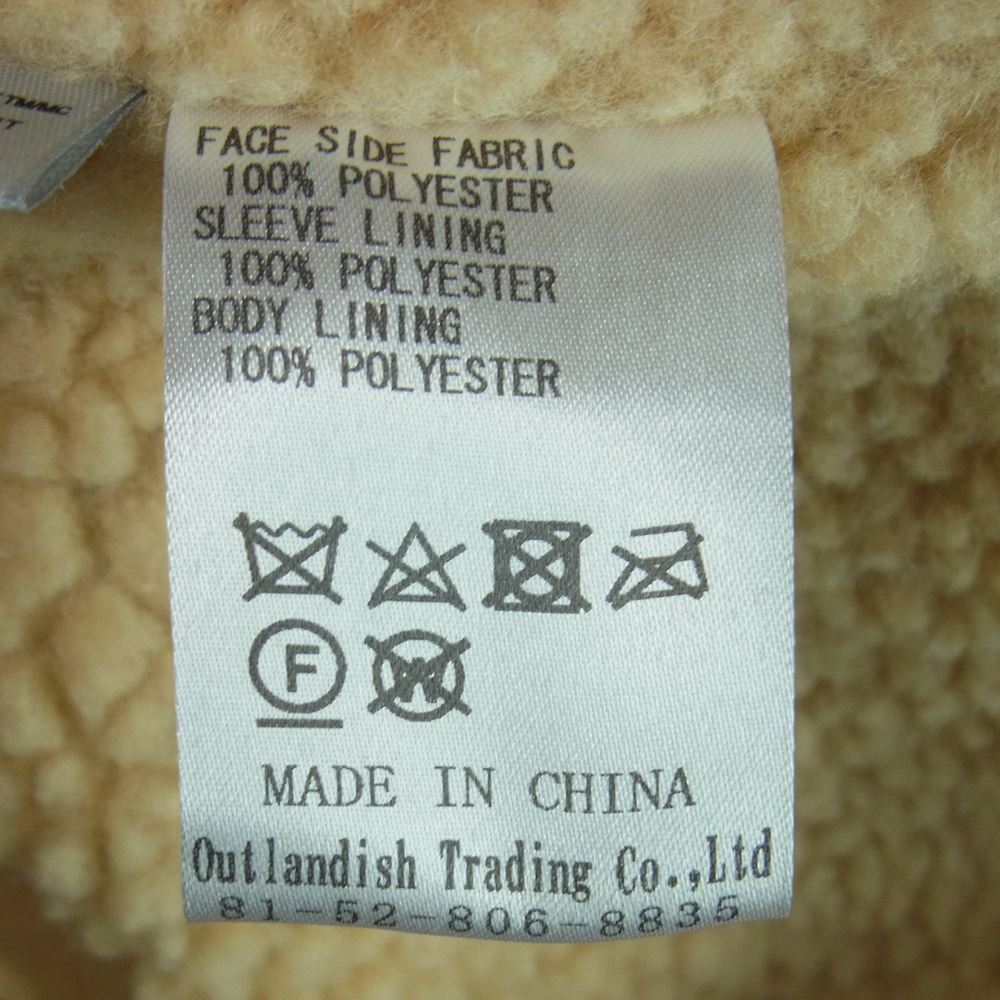 FACE SIDE FABRIC
100% POLYESTER
SLEEVE LINING
100% POLYESTER
BODY LINING
100% POLYESTER
F
W
MADE IN CHINA
Outlandish Trading Co.,Ltd
81-52-806-8835